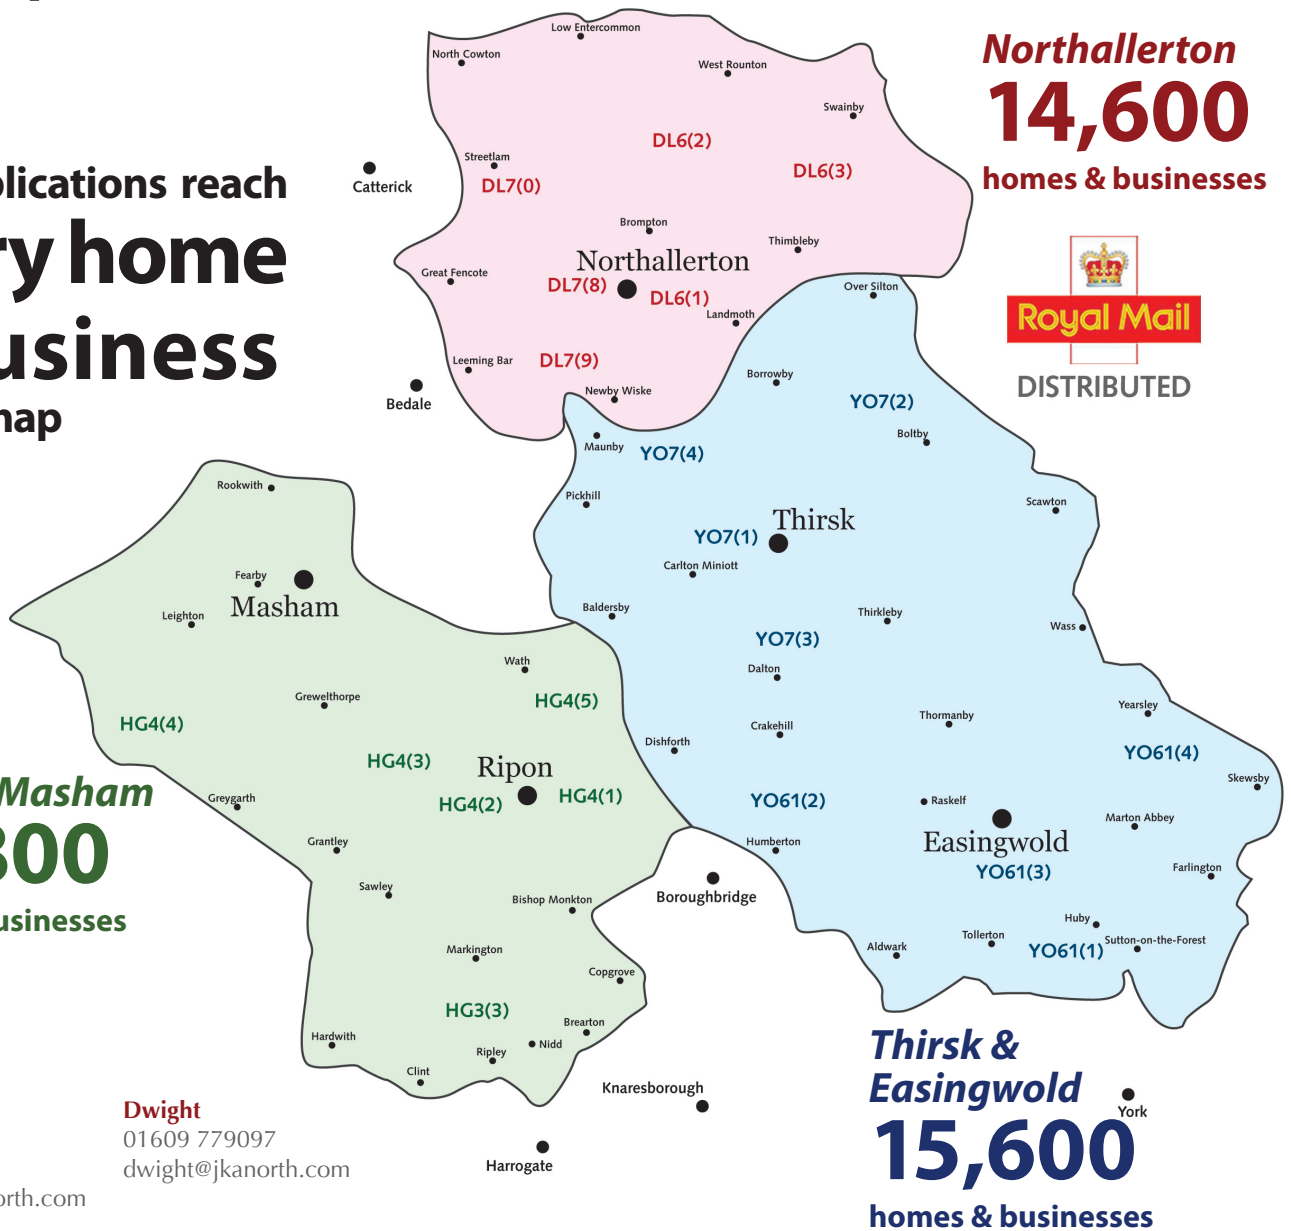 plications reach
ry home
usiness
map
Northallerton
14,600
homes & businesses
Royal Mail
DISTRIBUTED
Low Entercommon
North Cowton
West Rounton
Swainby
DL6(2)
DL6(3)
Streetlam
DL7(0)
Catterick
Brompton
Thimbleby
Northallerton
Great Fencote
DL7(8)
DL6(1)
Landmoth
Over Silton
Leeming Bar
DL7(9)
Newby Wiske
Bedale
Borrowby
YO7(2)
Boltby
Maunby
YO7(4)
Pickhill
Scawton
Thirsk
YO7(1)
Carlton Miniott
Baldersby
Thirkleby
Wass
YO7(3)
Dalton
Rookwith
Fearby
Masham
Leighton
Wath
Grewelthorpe
HG4(5)
HG4(4)
HG4(3)
Ripon
HG4(2)
HG4(1)
Greygarth
Grantley
Sawley
Bishop Monkton
Markington
Copgrove
HG3(3)
Brearton
Hardwith
Nidd
Ripley
Clint
Dishforth
Crakehill
Thormanby
Yearsley
YO61(4)
Skewsby
YO61(2)
Raskelf
Marton Abbey
Easingwold
Humberton
YO61(3)
Farlington
Boroughbridge
Huby
Tollerton
Sutton-on-the-Forest
Aldwark
YO61(1)
Masham
800
usinesses
Knaresborough
Harrogate
York
Thirsk &
Easingwold
15,600
homes & businesses
Dwight
01609 779097
dwight@jkanorth.com
orth.com